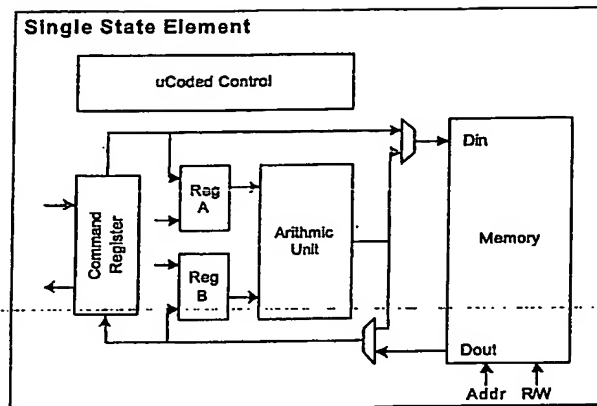 Single State Element
uCoded Control
Din
Command
Register
Reg
A
Arithmic
Unit
Memory
Reg
B
Dout
Addr R/W